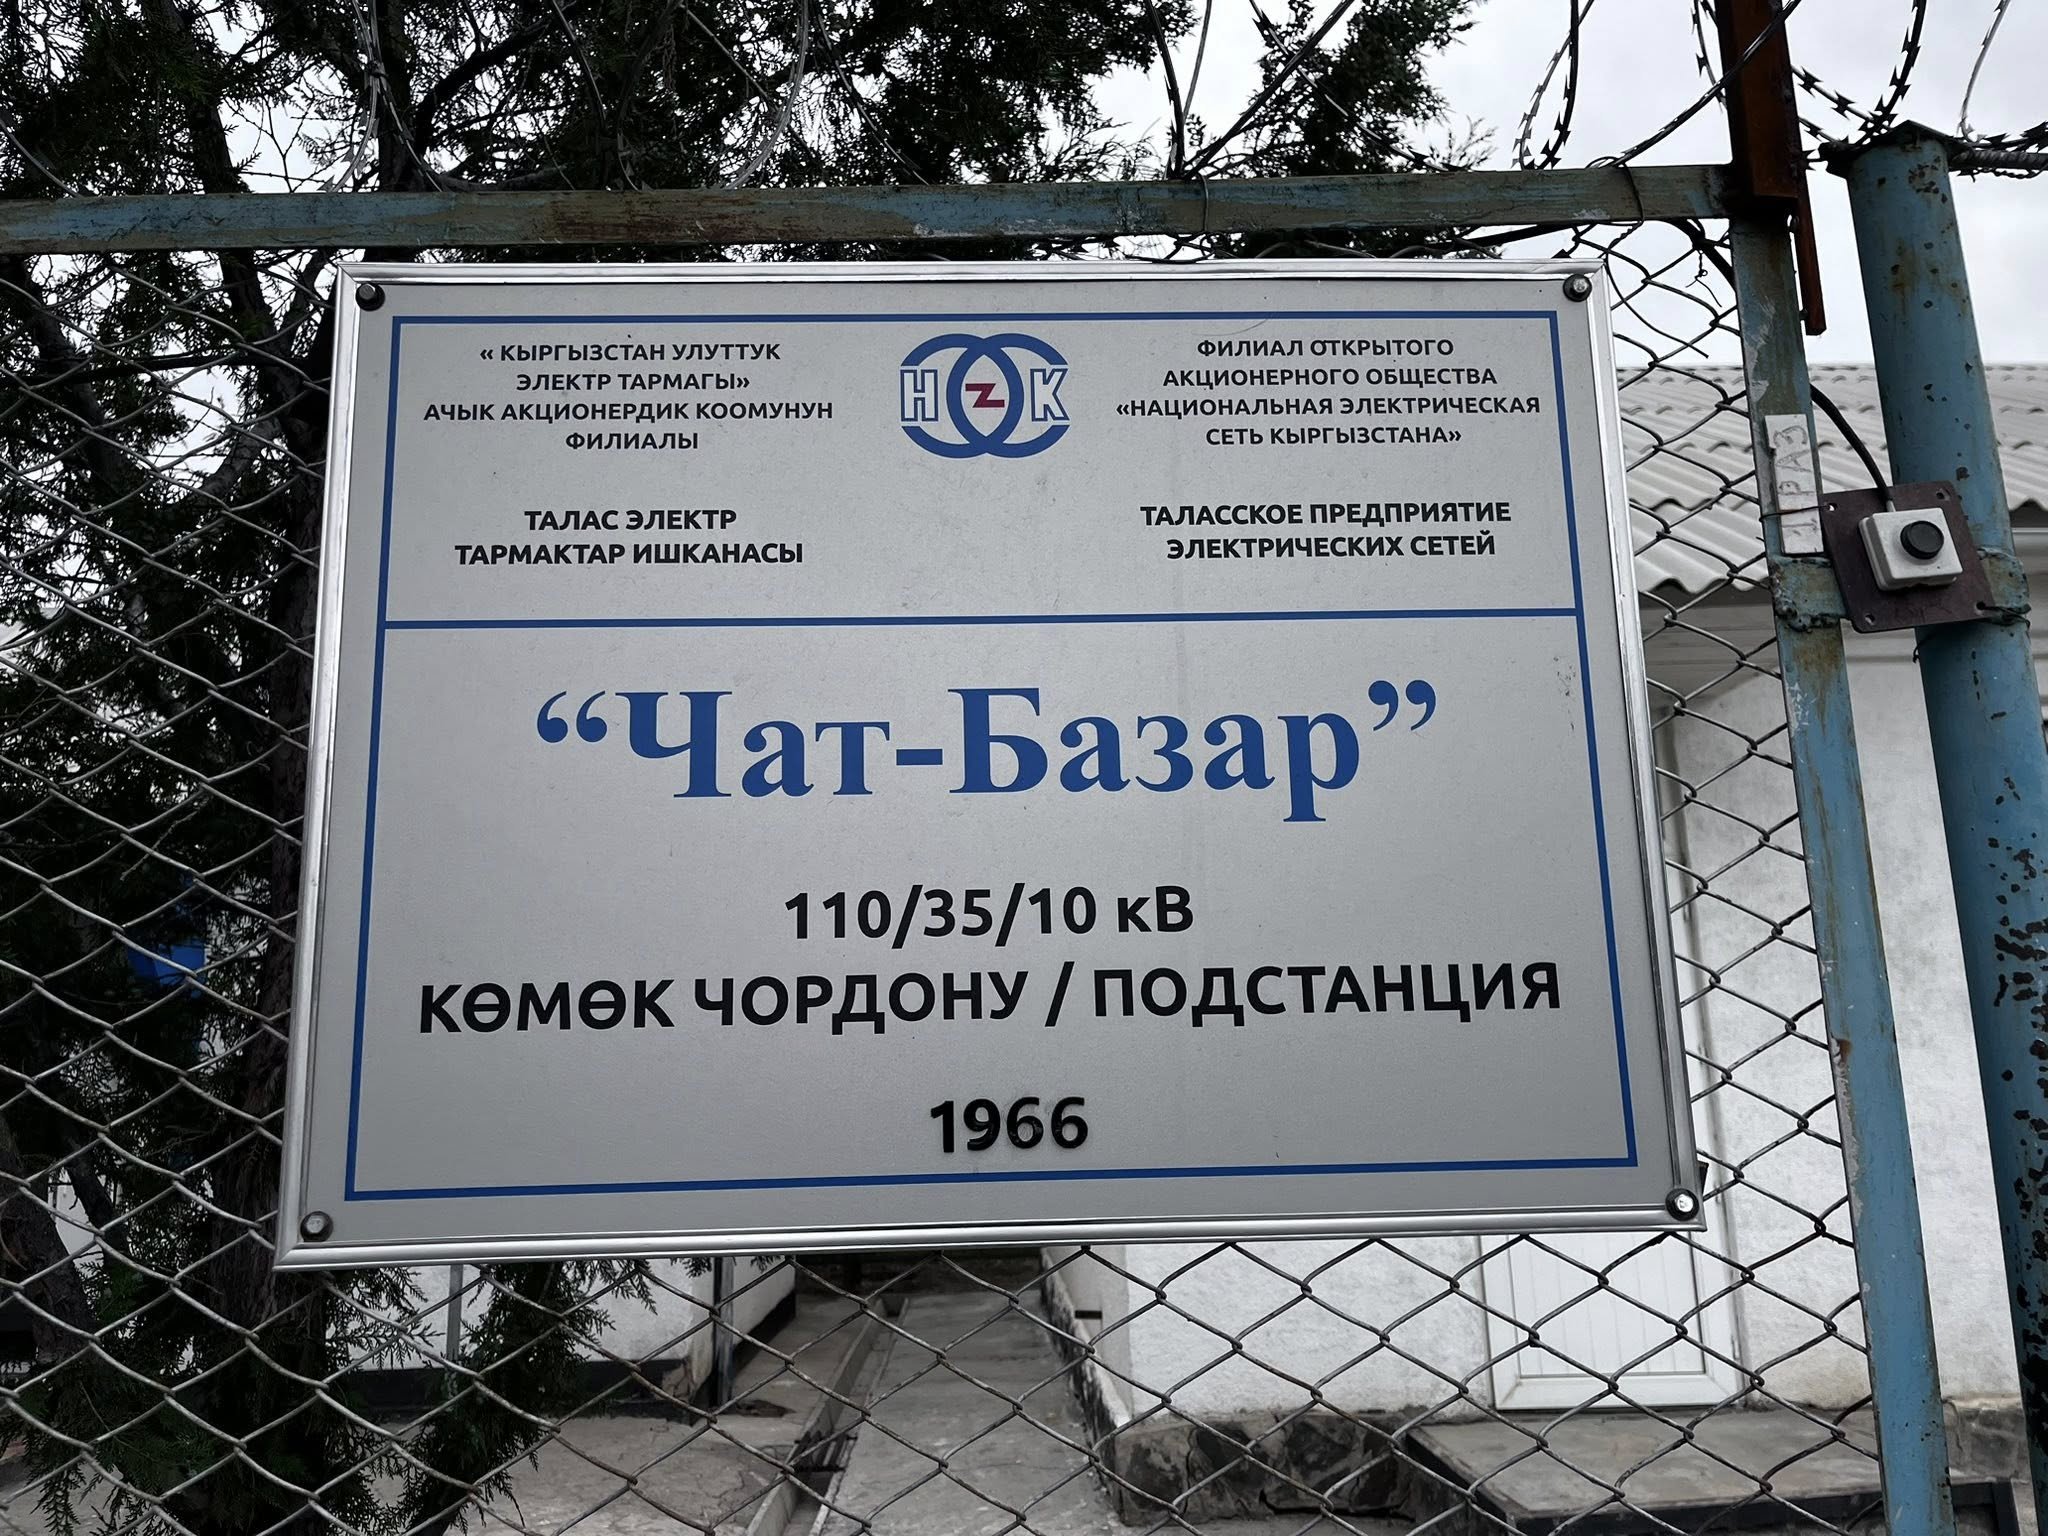 « КЫРГЫЗСТАН УЛУТТУК
ЭЛЕКТР ТАРМАГЫ»
АЧЫК АКЦИОНЕРДИК КООМУНУН
ФИЛИАЛЫ
ТАЛАС ЭЛЕКТР
ТАРМАКТАР ИШКАНАСЫ
Н Z К
ФИЛИАЛ ОТКРЫТОГО
АКЦИОНЕРНОГО ОБЩЕСТВА
«НАЦИОНАЛЬНАЯ ЭЛЕКТРИЧЕСКАЯ
СЕТЬ КЫРГЫЗСТАНА»
ТАЛАССКОЕ ПРЕДПРИЯТИЕ
ЭЛЕКТРИЧЕСКИХ СЕТЕЙ
“Чат-Базар”
110/35/10 кВ
КӨМӨК ЧОРДОНУ / ПОДСТАНЦИЯ
1966